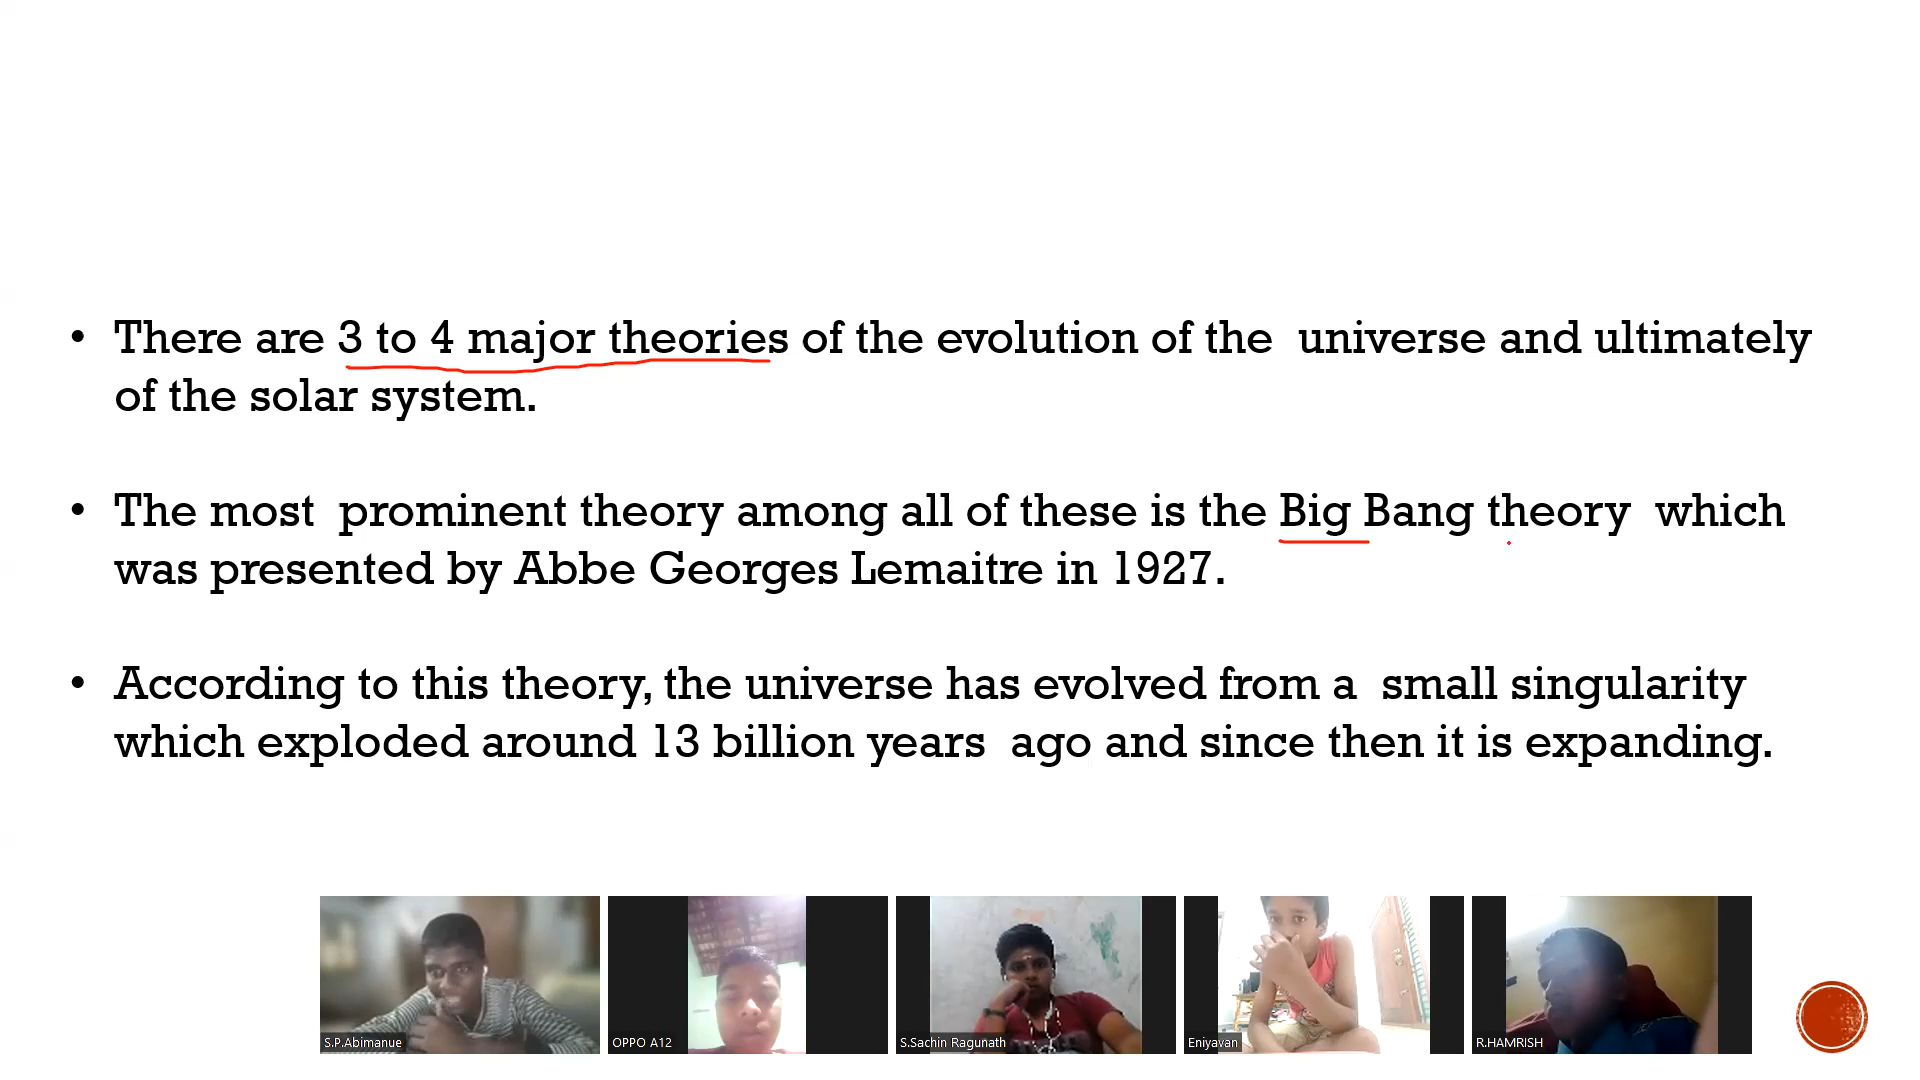 • There are 3 to 4 major theories of the evolution of the universe and ultimately
of the solar system.
• The most prominent theory among all of these is the Big Bang theory which
was presented by Abbe Georges Lemaitre in 1927.
• According to this theory, the universe has evolved from a small singularity
which exploded around 13 billion years ago and since then it is expanding.
S.P.Abimanue
OPPO A12
S.Sachin Ragunath
Eniyavan
R.HAMRISH